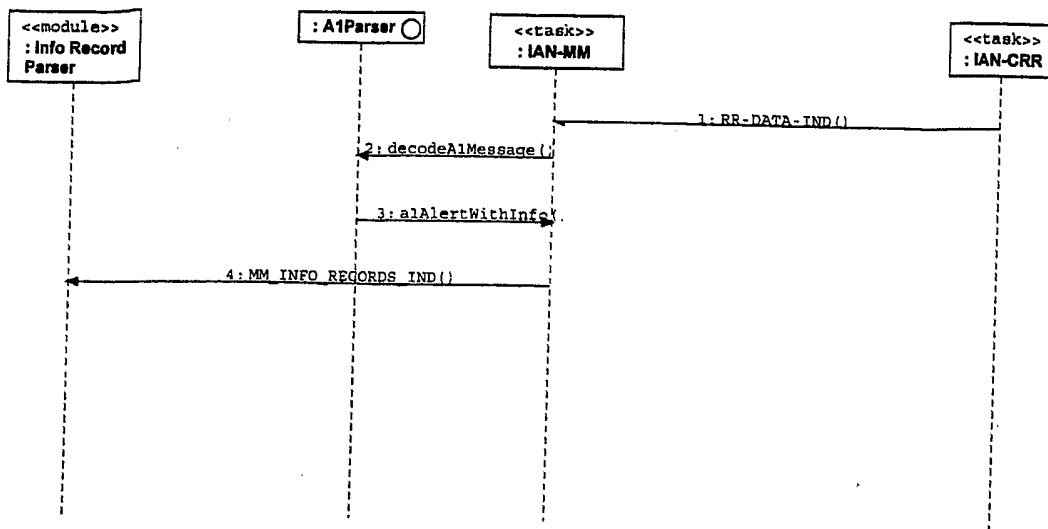 <<module>>
: Info Record
Parser
: A1Parser
<<task>>
: IAN-MM
<<task>>
: IAN-CRR
1: RR-DATA-IND()
2: decodeA1Message()
3: a1AlertWithInfo(.
4: MM_INFO_RECORDS_IND()